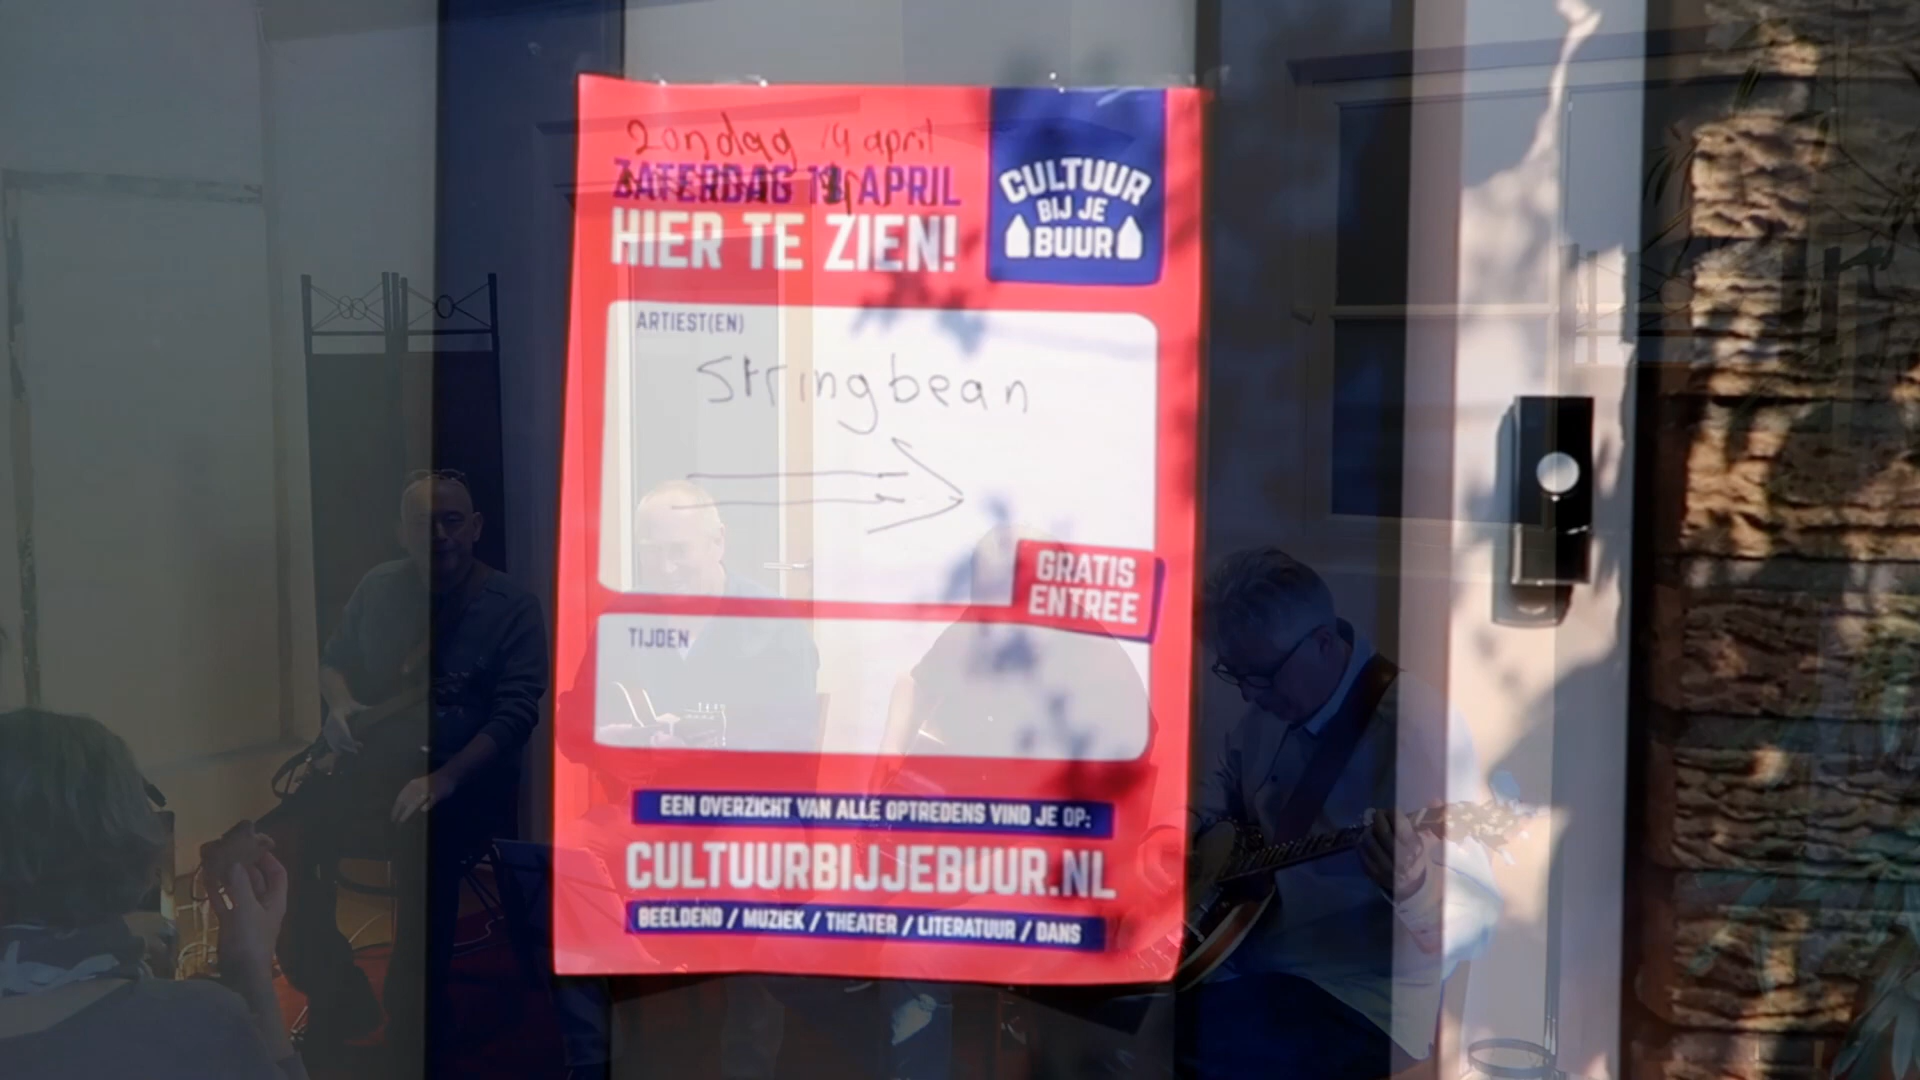 Zondag 14 april
ZATERDAG 13 APRIL
HIER TE ZIEN!
CULTUUR
BIJ JE
BUUR
ARTIEST(EN)
Stringbean
GRATIS
ENTREE
TIJDEN
EEN OVERZICHT VAN ALLE OPTREDENS VIND JE OP:
CULTUURBIJJEBUUR.NL
BEELDEND / MUZIEK / THEATER / LITERATUUR / DANS